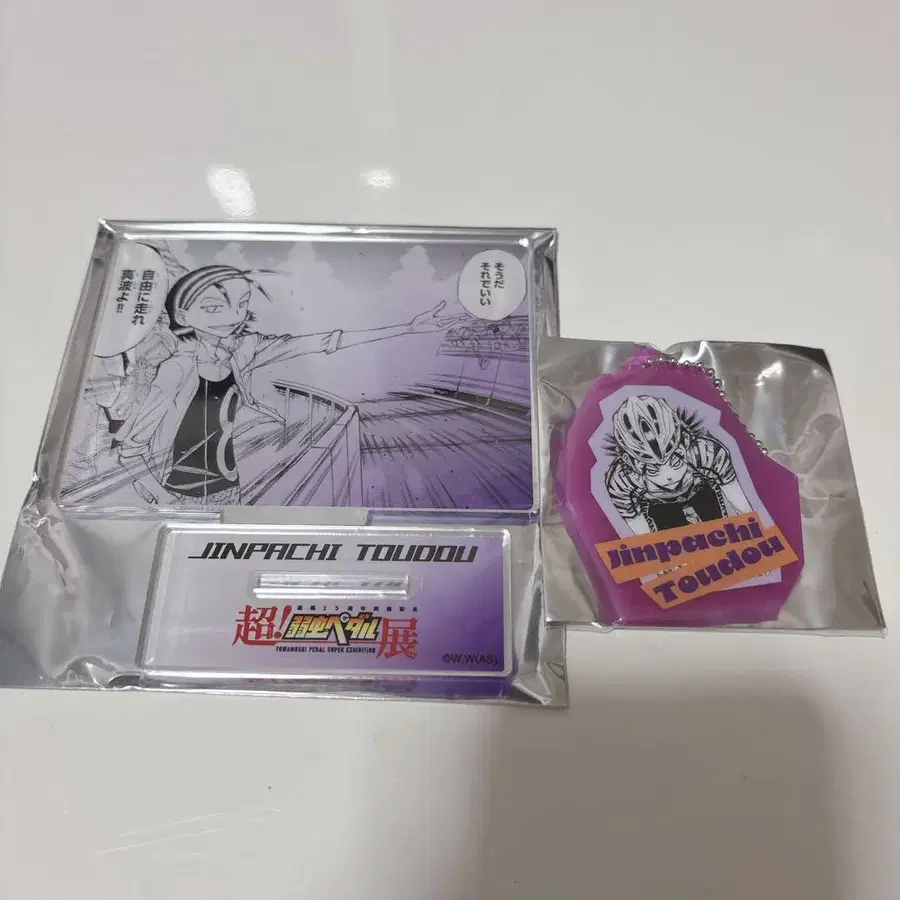 そうだ
それでいい
自由に走れ
真波よ!!
JINPACHI TOUDOU
超!弱虫ペダル展
YOWAMUSHI PEDAL SUPER EXHIBITION
©W,W(AS)
Jinpachi
Toudou